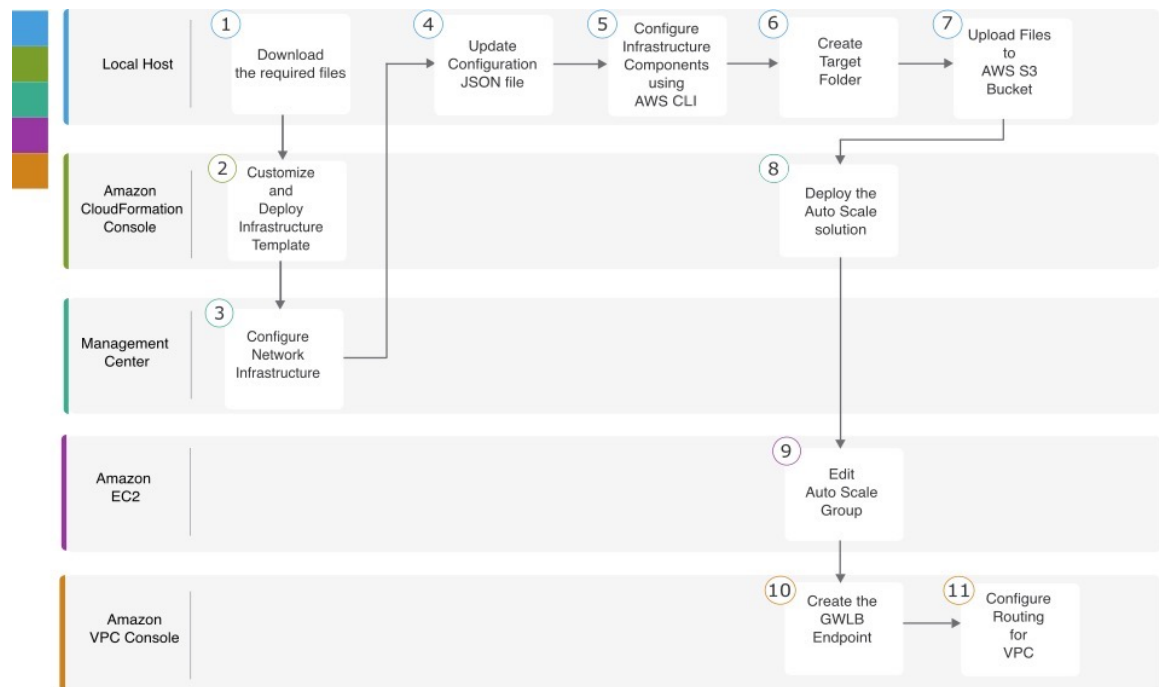 Local Host
1
Download
the required files
4
Update
Configuration
JSON file
5
Configure
Infrastructure
Components
using
AWS CLI
6
Create
Target
Folder
7
Upload Files
to
AWS S3
Bucket
Amazon
CloudFormation
Console
2
Customize
and
Deploy
Infrastructure
Template
8
Deploy the
Auto Scale
solution
Management
Center
3
Configure
Network
Infrastructure
Amazon
EC2
9
Edit
Auto Scale
Group
Amazon
VPC Console
10
Create the
GWLB
Endpoint
11
Configure
Routing
for
VPC